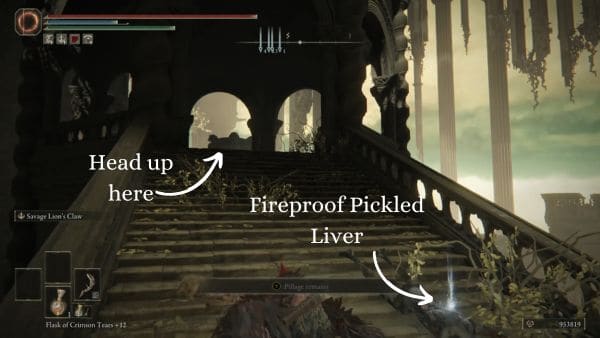 S
Head up
here
Fireproof Pickled
Liver
Savage Lion's Claw
:Pillage remains
Flask of Crimson Tears +12
953819